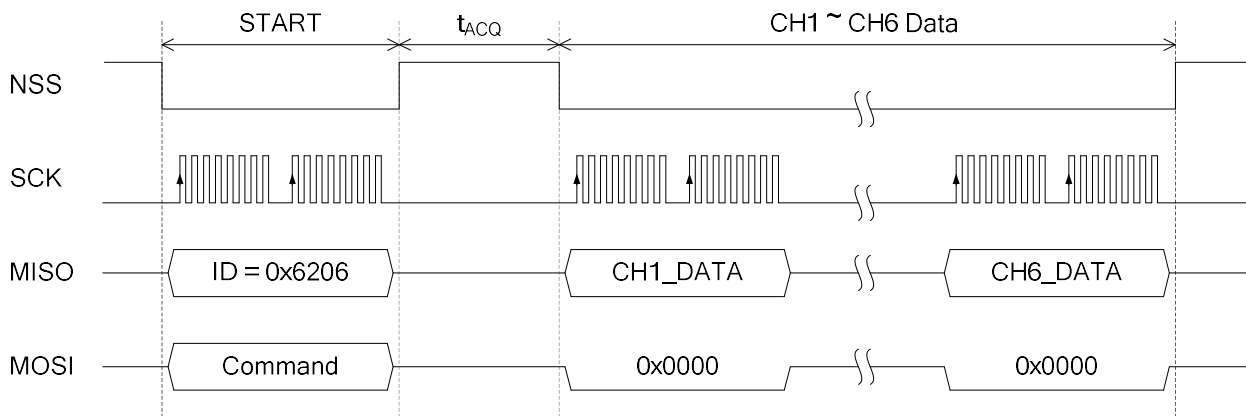 START tACQ CH1 ~ CH6 Data
NSS
SCK
MISO ID = 0x6206 CH1_DATA CH6_DATA
MOSI Command 0x0000 0x0000